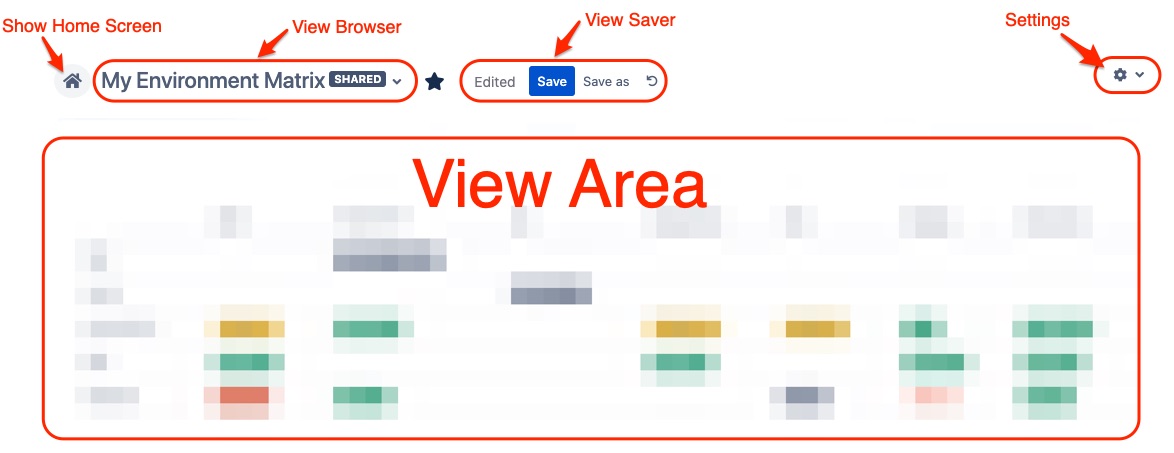 Show Home Screen
View Browser
View Saver
Settings
My Environment Matrix SHARED
Edited Save Save as
View Area